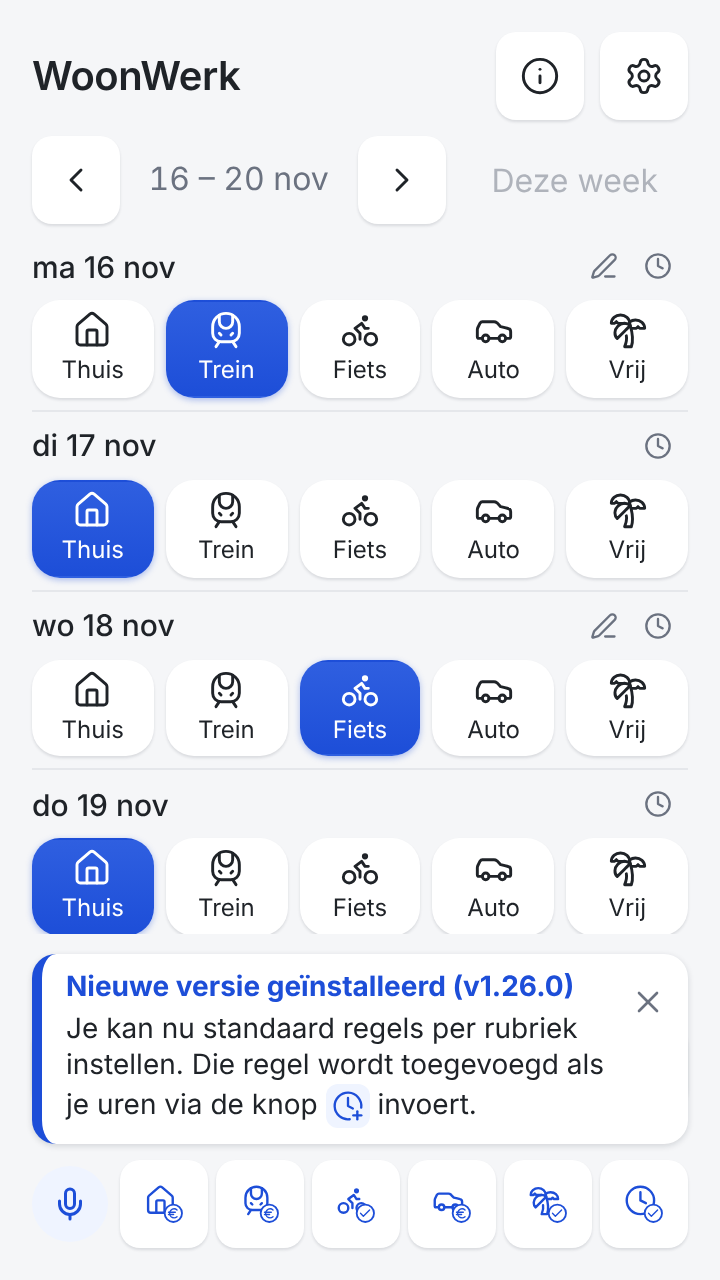 WoonWerk
16 – 20 nov
Deze week
ma 16 nov
Thuis Trein Fiets Auto Vrij
di 17 nov
Thuis Trein Fiets Auto Vrij
wo 18 nov
Thuis Trein Fiets Auto Vrij
do 19 nov
Thuis Trein Fiets Auto Vrij
Nieuwe versie geïnstalleerd (v1.26.0)
Je kan nu standaard regels per rubriek
instellen. Die regel wordt toegevoegd als
je uren via de knop invoert.